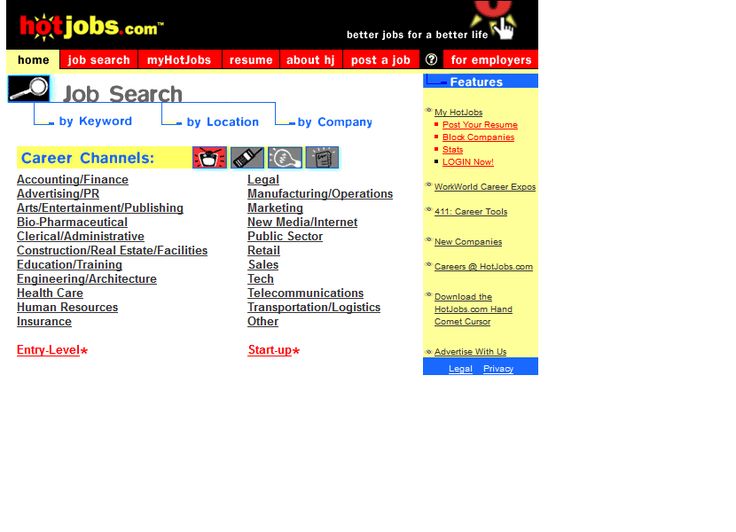 hotjobs.com™
better jobs for a better life
home job search myHotJobs resume about hj post a job ? for employers
Job Search
by Keyword by Location by Company
Career Channels:
Accounting/Finance
Advertising/PR
Arts/Entertainment/Publishing
Bio-Pharmaceutical
Clerical/Administrative
Construction/Real Estate/Facilities
Education/Training
Engineering/Architecture
Health Care
Human Resources
Insurance
Entry-Level*
Legal
Manufacturing/Operations
Marketing
New Media/Internet
Public Sector
Retail
Sales
Tech
Telecommunications
Transportation/Logistics
Other
Start-up*
Features
My HotJobs
Post Your Resume
Block Companies
Stats
LOGIN Now!
WorkWorld Career Expos
411: Career Tools
New Companies
Careers @ HotJobs.com
Download the
HotJobs.com Hand
Comet Cursor
Advertise With Us
Legal Privacy